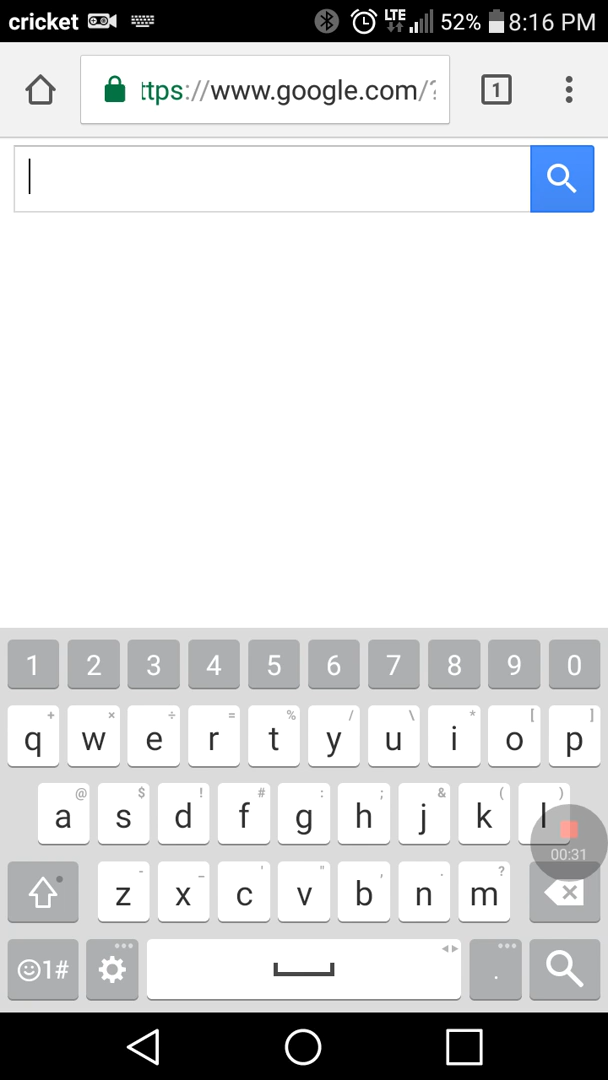 cricket LTE 52% 8:16 PM
ttps://www.google.com/? 1
1 2 3 4 5 6 7 8 9 0
+ × ÷ = % / \ * [ ]
q w e r t y u i o p
@ $ ! # : ; & ( )
a s d f g h j k l
00:31
- _ ' " , . ?
z x c v b n m
1# .